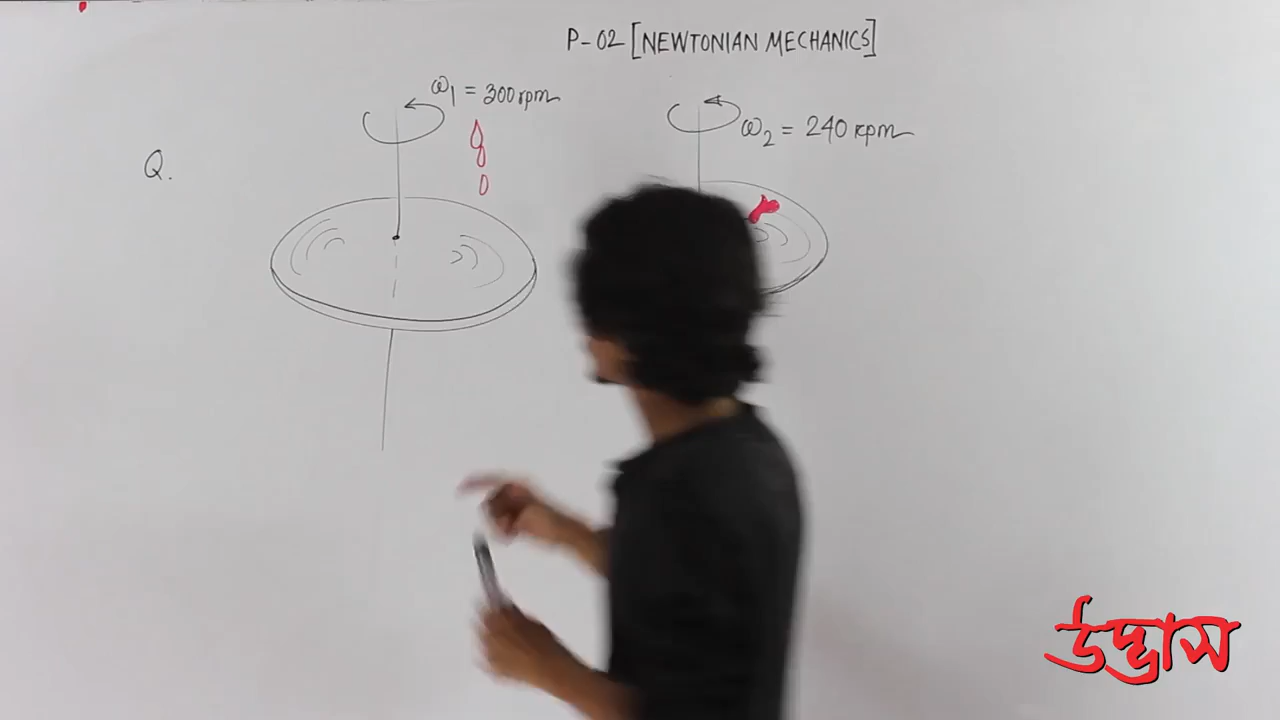 P-02 [NEWTONIAN MECHANICS]
ω₁ = 300 rpm
ω₂ = 240 rpm
Q.
উদ্ভাস